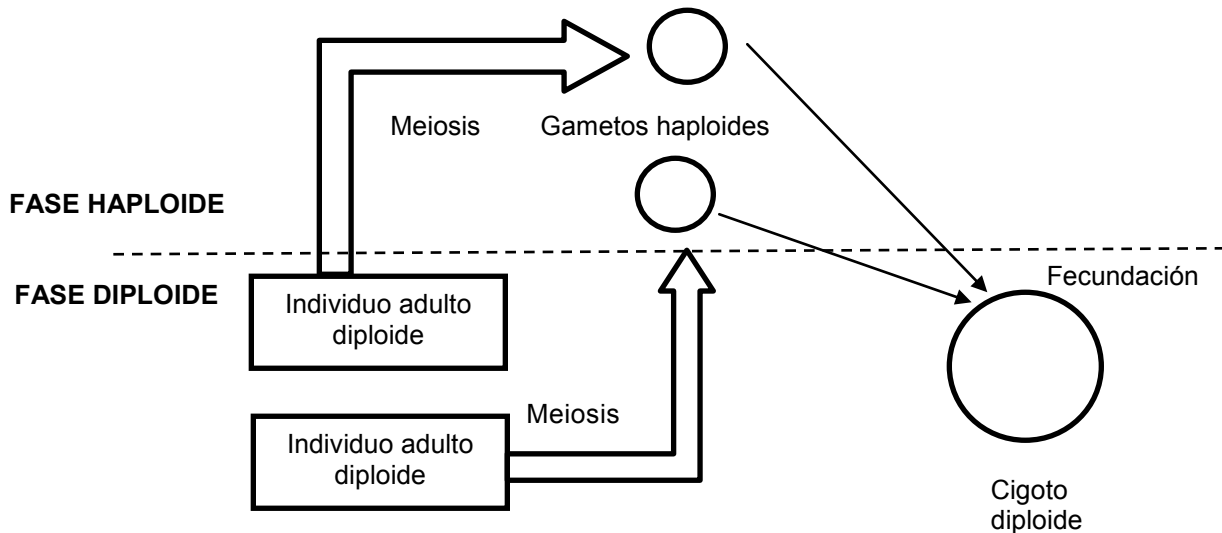 Meiosis
Gametos haploides
FASE HAPLOIDE
FASE DIPLOIDE
Fecundación
Individuo adulto
diploide
Meiosis
Individuo adulto
diploide
Cigoto
diploide